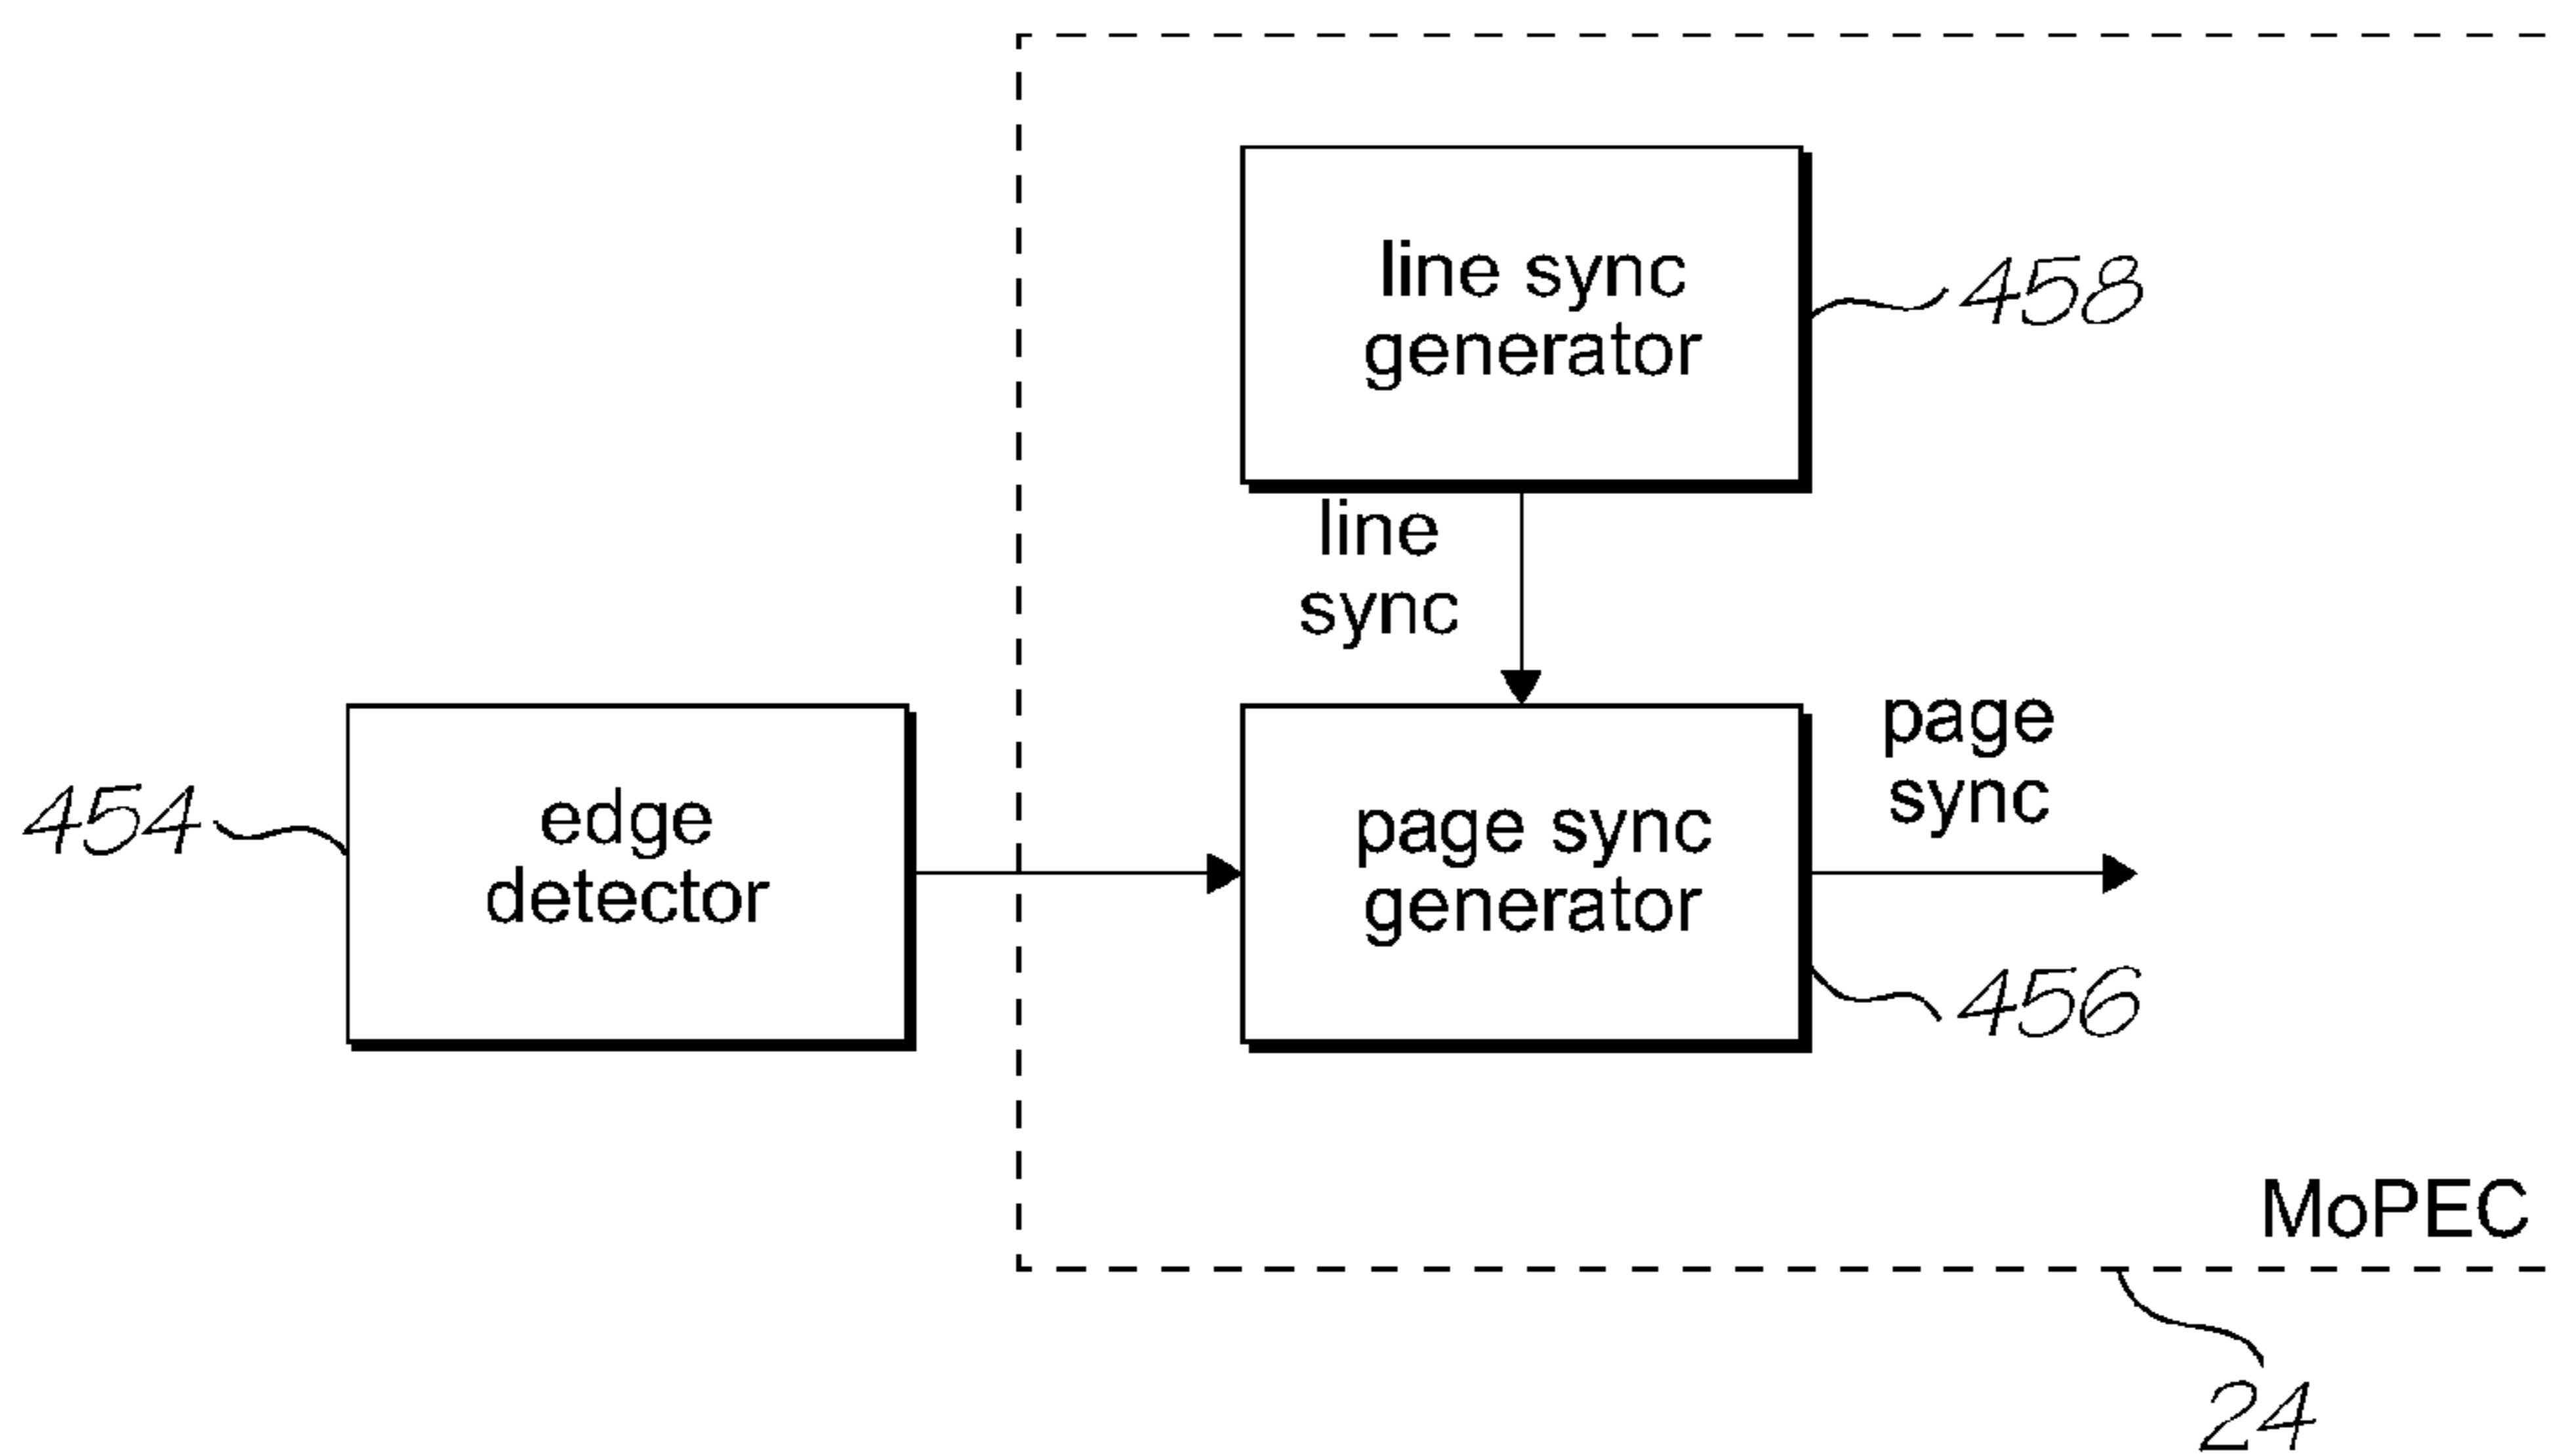 line sync
generator
458
line
sync
page
sync
454
edge
detector
page sync
generator
456
MoPEC
24